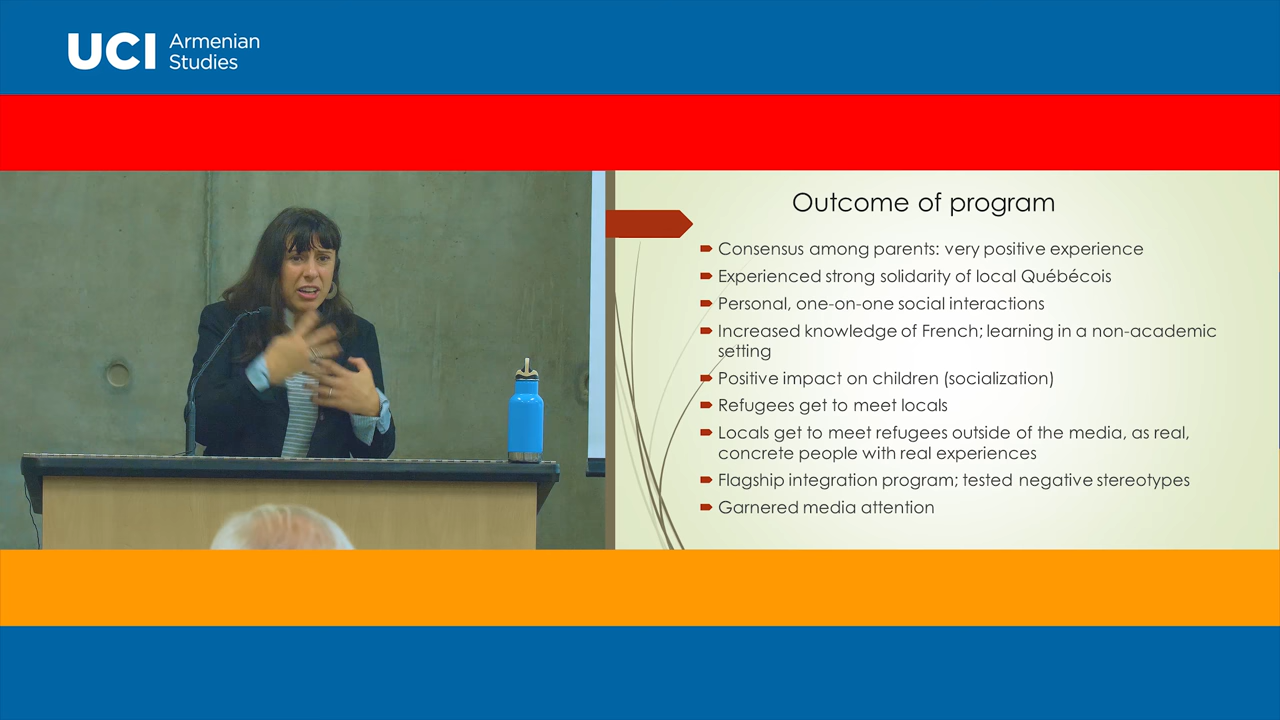 UCI Armenian
Studies
Outcome of program
Consensus among parents: very positive experience
Experienced strong solidarity of local Québécois
Personal, one-on-one social interactions
Increased knowledge of French; learning in a non-academic
setting
Positive impact on children (socialization)
Refugees get to meet locals
Locals get to meet refugees outside of the media, as real,
concrete people with real experiences
Flagship integration program; tested negative stereotypes
Garnered media attention